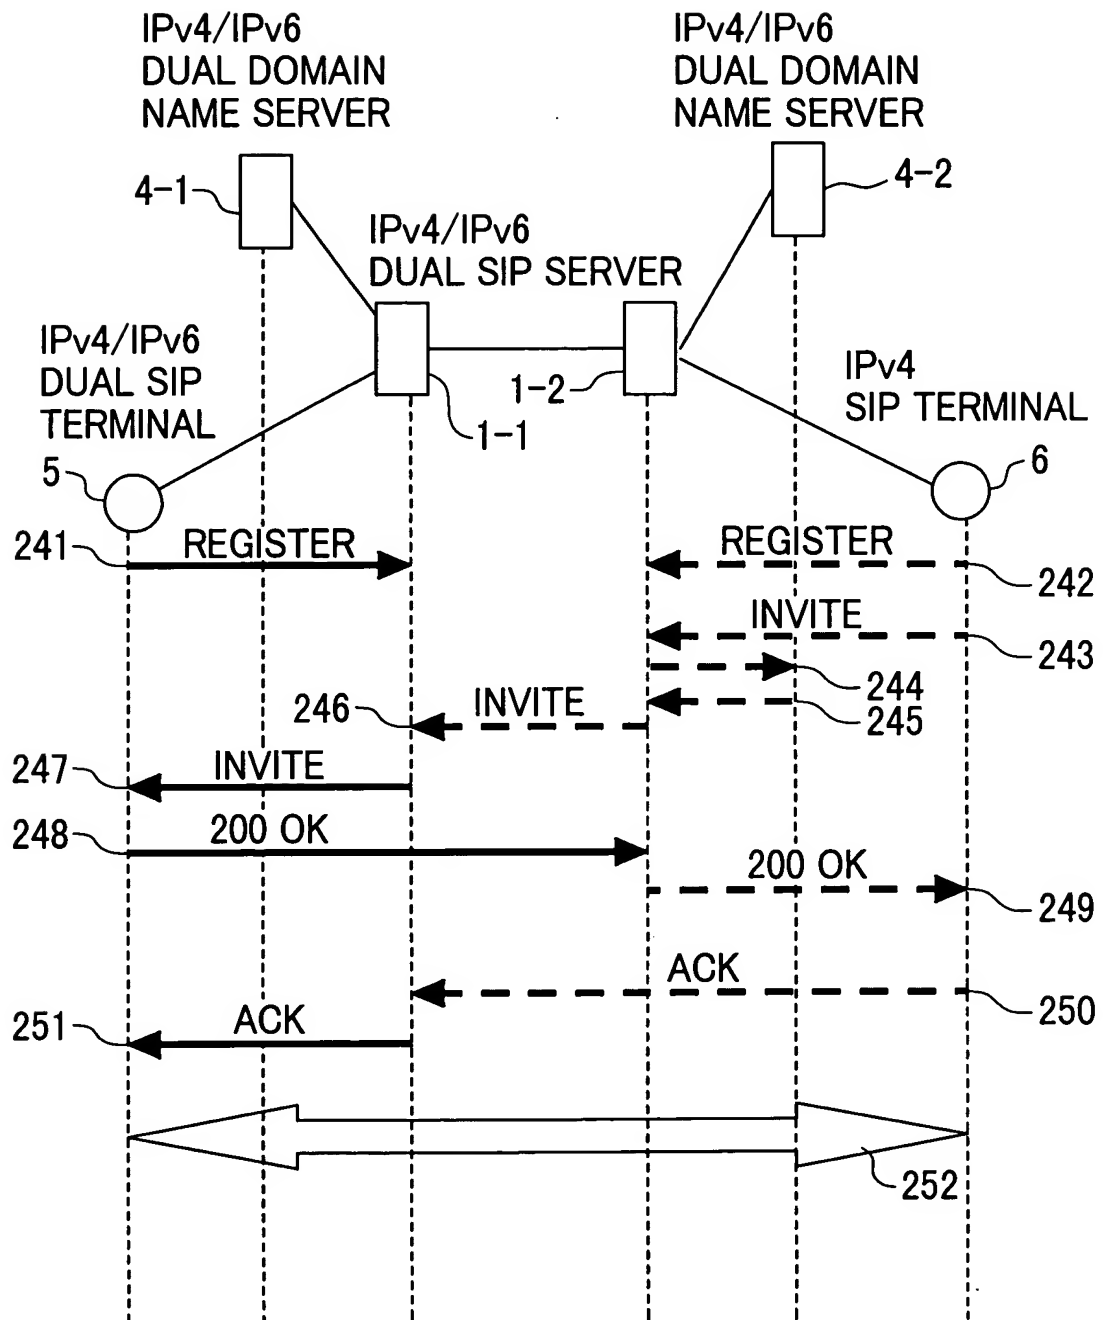 IPv4/IPv6
DUAL DOMAIN
NAME SERVER
IPv4/IPv6
DUAL DOMAIN
NAME SERVER
4-1
4-2
IPv4/IPv6
DUAL SIP SERVER
IPv4/IPv6
DUAL SIP
TERMINAL
1-2
1-1
IPv4
SIP TERMINAL
5
6
241
REGISTER
REGISTER
242
INVITE
243
244
245
246
INVITE
247
INVITE
248
200 OK
200 OK
249
ACK
250
251
ACK
252